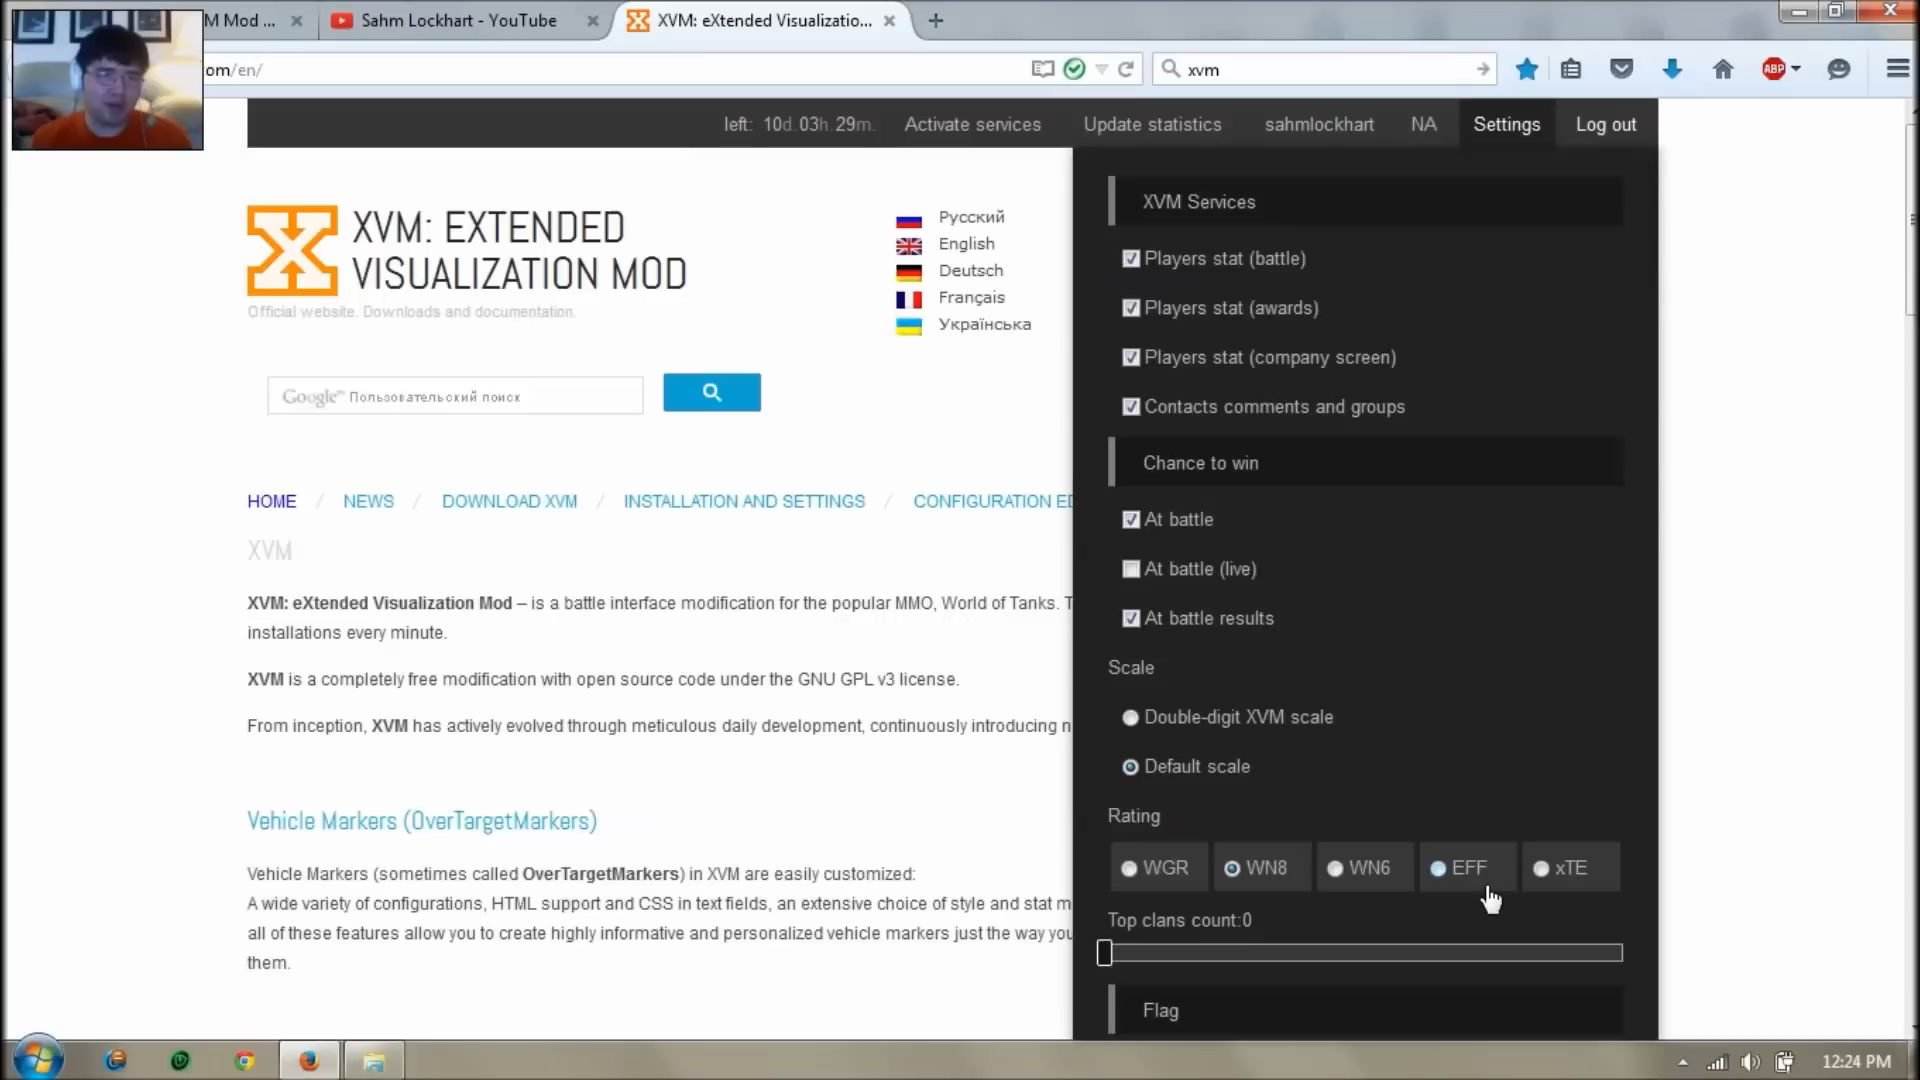 M Mod ...
Sahm Lockhart - YouTube
XVM: eXtended Visualizatio...
om/en/
xvm
ABP
left: 10d. 03h. 29m.
Activate services
Update statistics
sahmlockhart
NA
Settings
Log out
XVM: EXTENDED
VISUALIZATION MOD
Official website. Downloads and documentation.
Русский
English
Deutsch
Français
Українська
Google™ Пользовательский поиск
HOME / NEWS / DOWNLOAD XVM / INSTALLATION AND SETTINGS / CONFIGURATION ED
XVM
XVM: eXtended Visualization Mod – is a battle interface modification for the popular MMO, World of Tanks. T
installations every minute.
XVM is a completely free modification with open source code under the GNU GPL v3 license.
From inception, XVM has actively evolved through meticulous daily development, continuously introducing n
Vehicle Markers (OverTargetMarkers)
Vehicle Markers (sometimes called OverTargetMarkers) in XVM are easily customized:
A wide variety of configurations, HTML support and CSS in text fields, an extensive choice of style and stat m
all of these features allow you to create highly informative and personalized vehicle markers just the way you
them.
XVM Services
Players stat (battle)
Players stat (awards)
Players stat (company screen)
Contacts comments and groups
Chance to win
At battle
At battle (live)
At battle results
Scale
Double-digit XVM scale
Default scale
Rating
WGR
WN8
WN6
EFF
xTE
Top clans count:0
Flag
12:24 PM